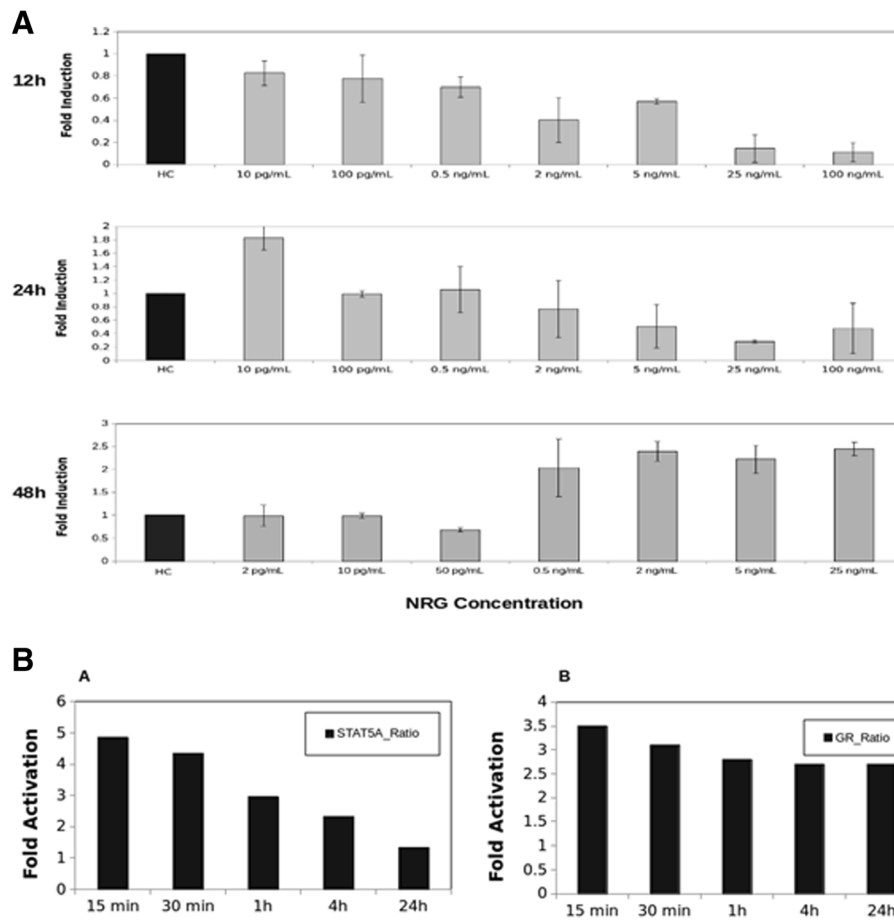 A
12h
Fold Induction
1.2
1
0.8
0.6
0.4
0.2
0
HC 10 pg/mL 100 pg/mL 0.5 ng/mL 2 ng/mL 5 ng/mL 25 ng/mL 100 ng/mL
24h
Fold Induction
2
1.8
1.6
1.4
1.2
1
0.8
0.6
0.4
0.2
0
HC 10 pg/mL 100 pg/mL 0.5 ng/mL 2 ng/mL 5 ng/mL 25 ng/mL 100 ng/mL
48h
Fold Induction
3
2.5
2
1.5
1
0.5
0
HC 2 pg/mL 10 pg/mL 50 pg/mL 0.5 ng/mL 2 ng/mL 5 ng/mL 25 ng/mL
NRG Concentration
B
A
Fold Activation
6
5
4
3
2
1
0
STAT5A_Ratio
15 min 30 min 1h 4h 24h
B
Fold Activation
4
3.5
3
2.5
2
1.5
1
0.5
0
GR_Ratio
15 min 30 min 1h 4h 24h